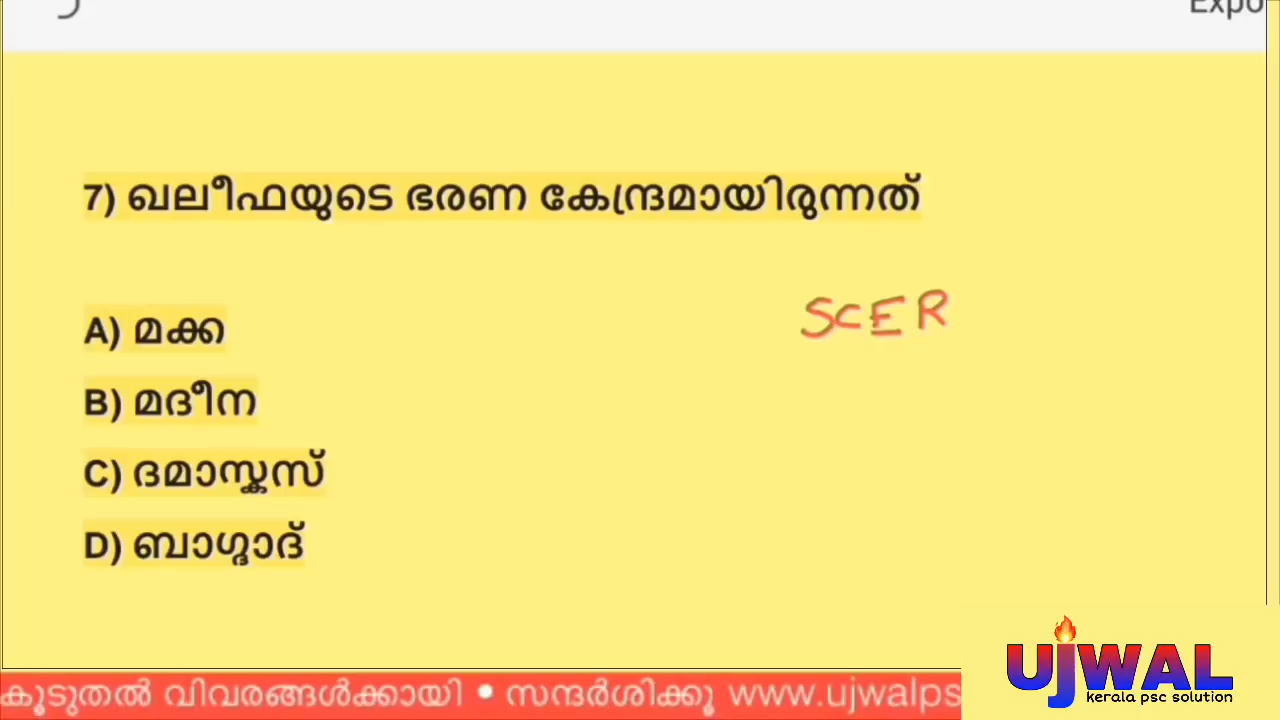 Expo
7) ഖലീഫയുടെ ഭരണ കേന്ദ്രമായിരുന്നത്
SCER
A) മക്ക
B) മദീന
C) ദമാസ്കസ്
D) ബാഗ്ദാദ്
കൂടുതൽ വിവരങ്ങൾക്കായി • സന്ദർശിക്കൂ www.ujwalps
UJWAL
kerala psc solution